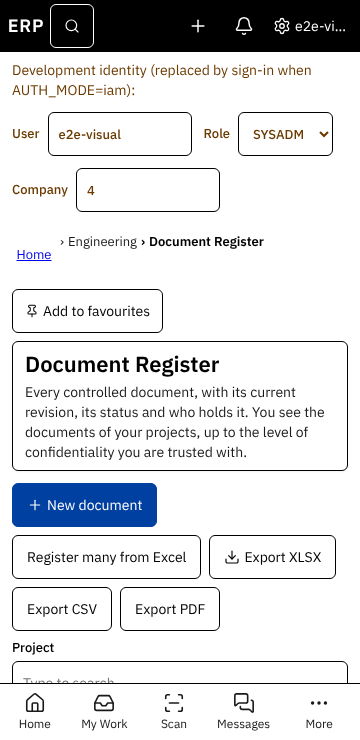 ERP e2e-vi...
Development identity (replaced by sign-in when
AUTH_MODE=iam):
User e2e-visual Role SYSADM
Company 4
Home › Engineering › Document Register
Add to favourites
Document Register
Every controlled document, with its current
revision, its status and who holds it. You see the
documents of your projects, up to the level of
confidentiality you are trusted with.
+ New document
Register many from Excel Export XLSX
Export CSV Export PDF
Project
Type to search
Home My Work Scan Messages More